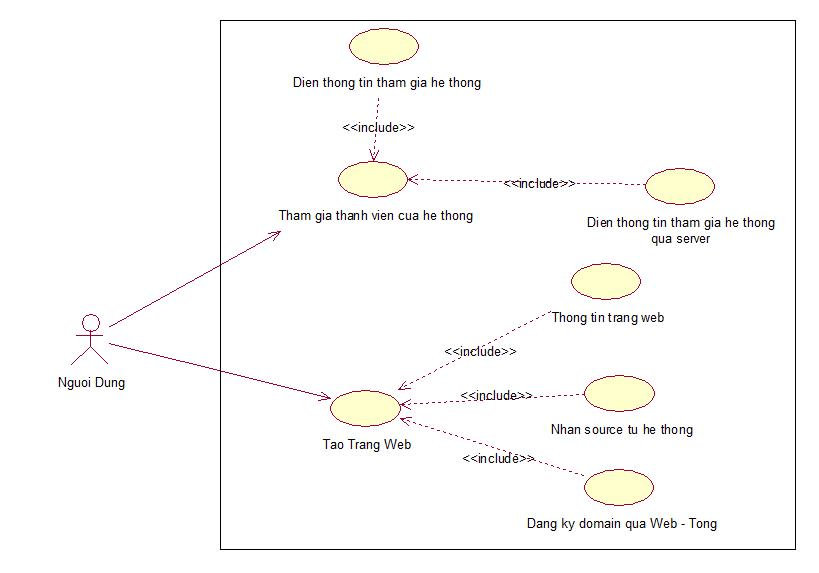 Dien thong tin tham gia he thong
<<include>>
Tham gia thanh vien cua he thong
<<include>>
Dien thong tin tham gia he thong
qua server
Thong tin trang web
<<include>>
Nguoi Dung
<<include>>
Nhan source tu he thong
Tao Trang Web
<<include>>
Dang ky domain qua Web - Tong